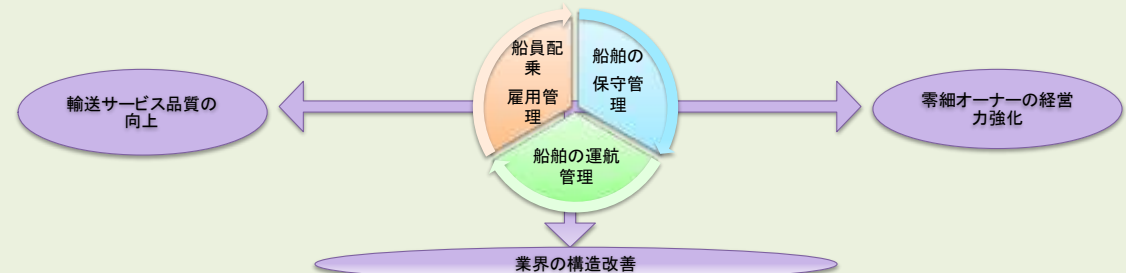 船員配
乗
雇用管
理
船舶の
保守管
理
輸送サービス品質の
向上
零細オーナーの経営
力強化
船舶の運航
管理
業界の構造改善